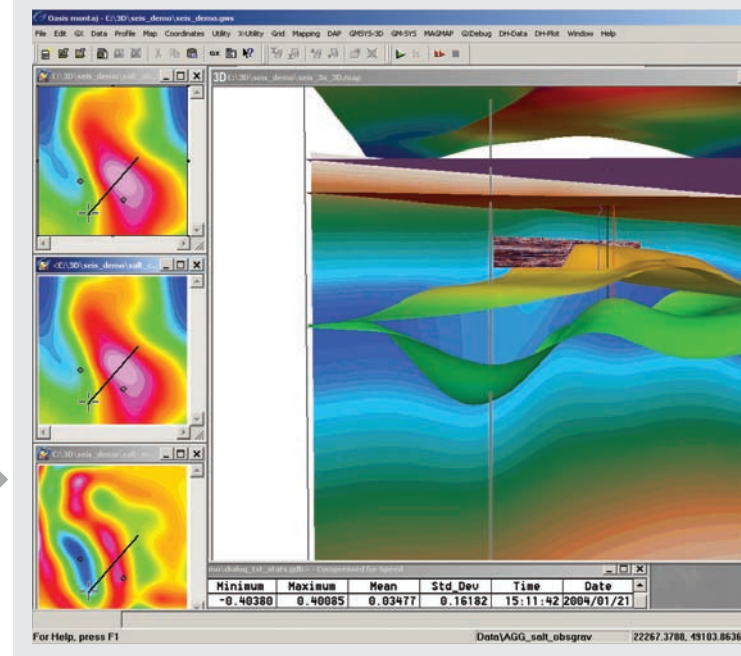 Oasis montaj - E:\3D\seis_demo\seis_demo.gws
File Edit GX Data Profile Map Coordinates Utility X-Utility Grid Mapping DAP GMSYS-3D GM-SYS MAGMAP GXDebug DH-Data DH-Plot Window Help
GX
3D C:\3D\seis_demo\seis_3x_3D.map
Minimum Maximum Mean Std_Dev Time Date
-0.40380 0.40085 0.03477 0.16182 15:11:42 2004/01/21
For Help, press F1 Data\AGG_salt_obsgrav 22267.3788, 49103.8636